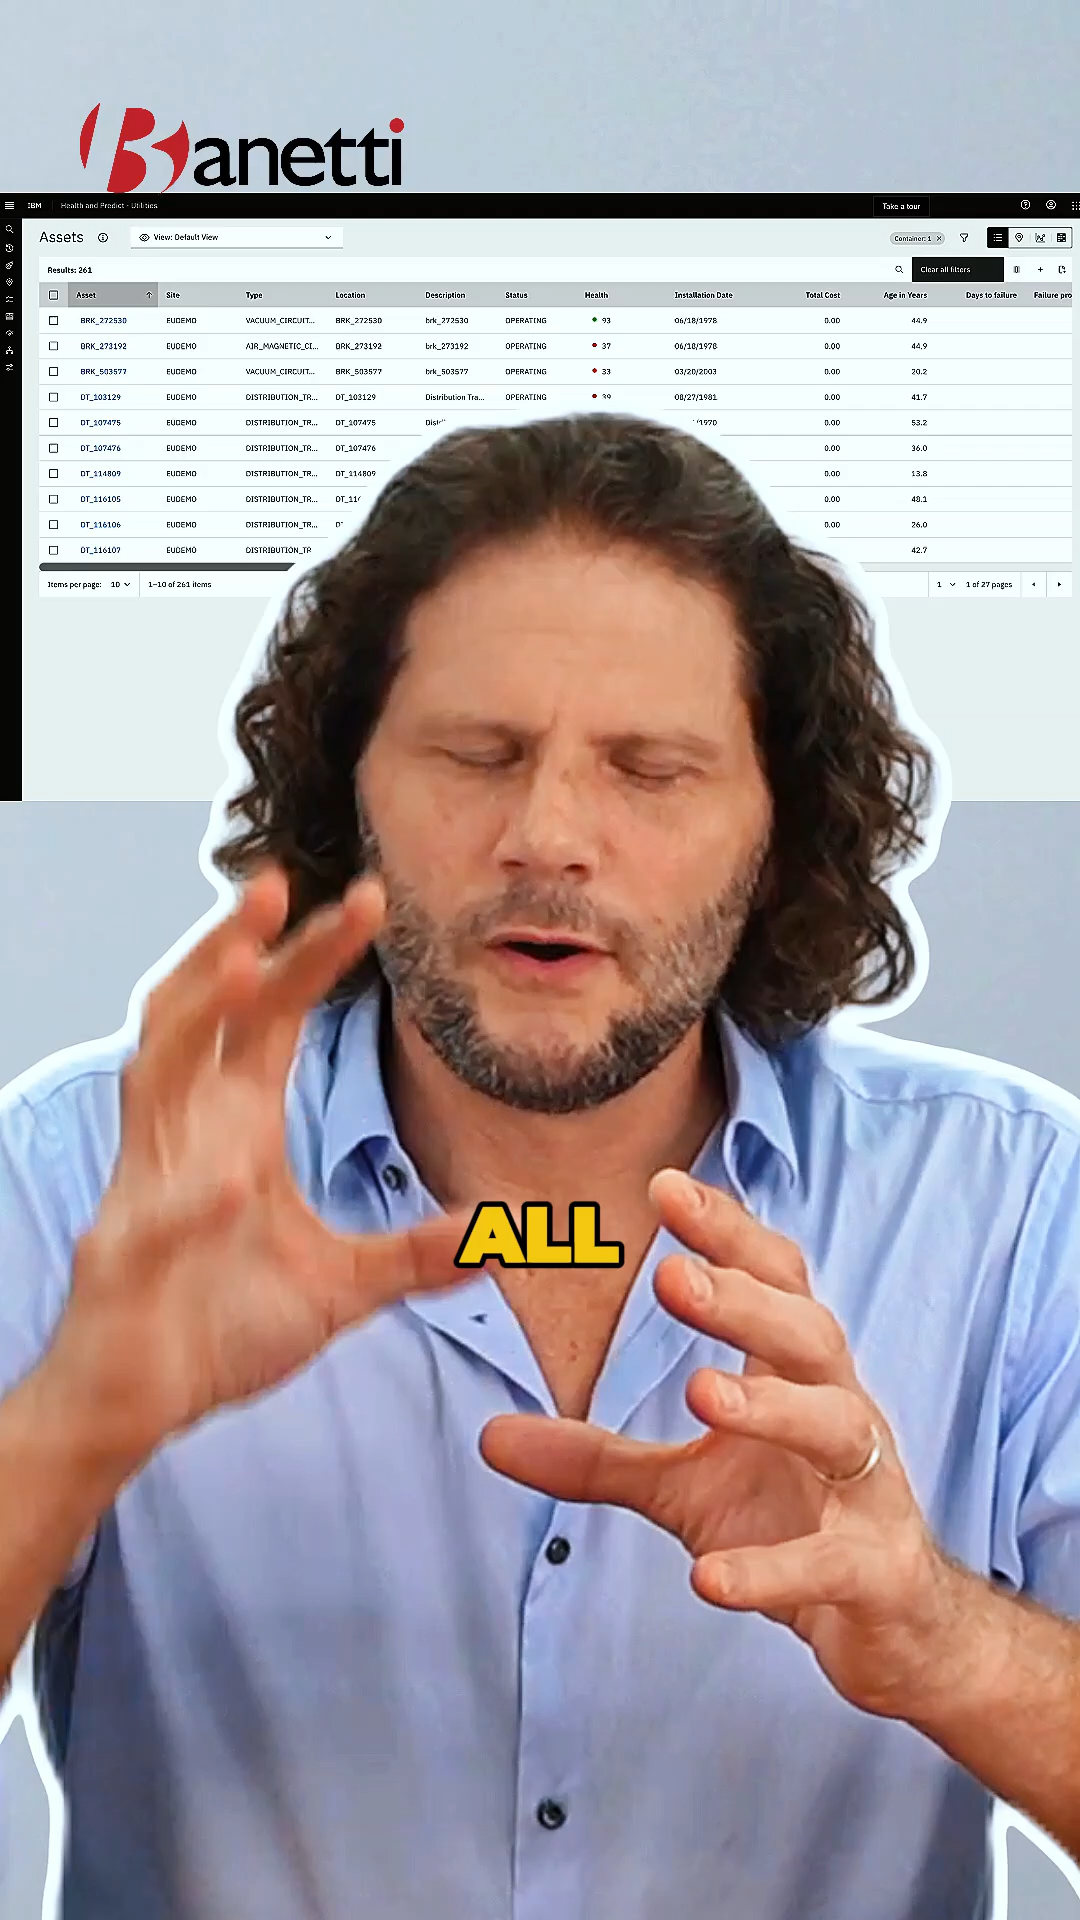 Banetti
IBM Health and Predict - Utilities Take a tour
Assets View: Default View Container: 1
Results: 261 Clear all filters
Asset Site Type Location Description Status Health Installation Date Total Cost Age in Years Days to failure Failure pro
BRK_272530 EUDEMO VACUUM_CIRCUIT... BRK_272530 brk_272530 OPERATING 93 06/18/1978 0.00 44.9
BRK_273192 EUDEMO AIR_MAGNETIC_CI... BRK_273192 brk_273192 OPERATING 37 06/18/1978 0.00 44.9
BRK_503577 EUDEMO VACUUM_CIRCUIT... BRK_503577 brk_503577 OPERATING 33 03/20/2003 0.00 20.2
DT_103129 EUDEMO DISTRIBUTION_TR... DT_103129 Distribution Tra... OPERATING 39 08/27/1981 0.00 41.7
DT_107475 EUDEMO DISTRIBUTION_TR... DT_107475 1970 0.00 53.2
DT_107476 EUDEMO DISTRIBUTION_TR... DT_107476 0.00 36.0
DT_114809 EUDEMO DISTRIBUTION_TR... DT_114809 0.00 13.8
DT_116105 EUDEMO DISTRIBUTION_TR... DT_11 0.00 48.1
DT_116106 EUDEMO DISTRIBUTION_TR... 0.00 26.0
DT_116107 EUDEMO DISTRIBUTION_TR 42.7
Items per page: 10 1–10 of 261 items 1 1 of 27 pages
ALL